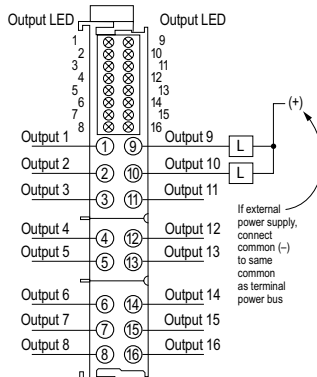 Output LED Output LED
1 9
2 10
3 11
4 12
5 13
6 14
7 15
8 16
Output 1 1 9 Output 9 L (+)
Output 2 2 10 Output 10 L
Output 3 3 11 Output 11
If external
power supply,
connect
common (–)
to same
common
as terminal
power bus
Output 4 4 12 Output 12
Output 5 5 13 Output 13
Output 6 6 14 Output 14
Output 7 7 15 Output 15
Output 8 8 16 Output 16